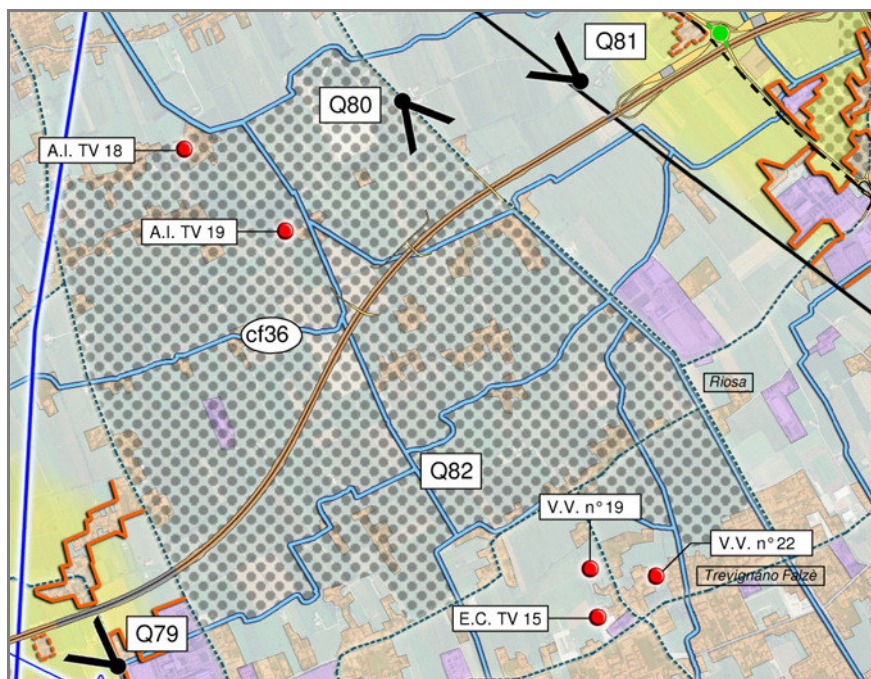 Q81
Q80
A.I. TV 18
A.I. TV 19
cf36
Riosa
Q82
V.V. n° 19
V.V. n° 22
Trevignano Falzè
E.C. TV 15
Q79